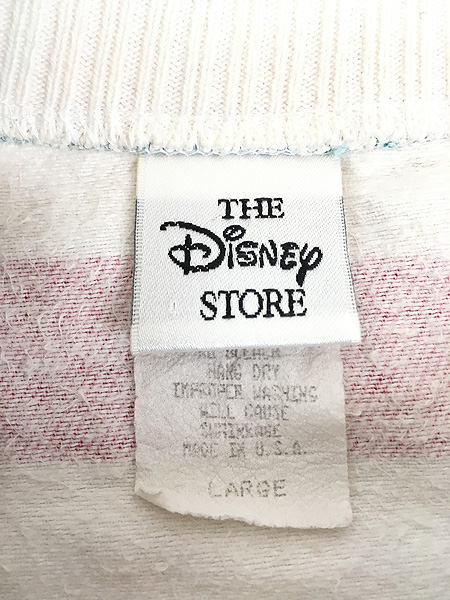 THE
Disney
STORE
NO BLEACH
HANG DRY
IMPROPER WASHING
WILL CAUSE
SHRINKAGE
MADE IN U.S.A.
LARGE